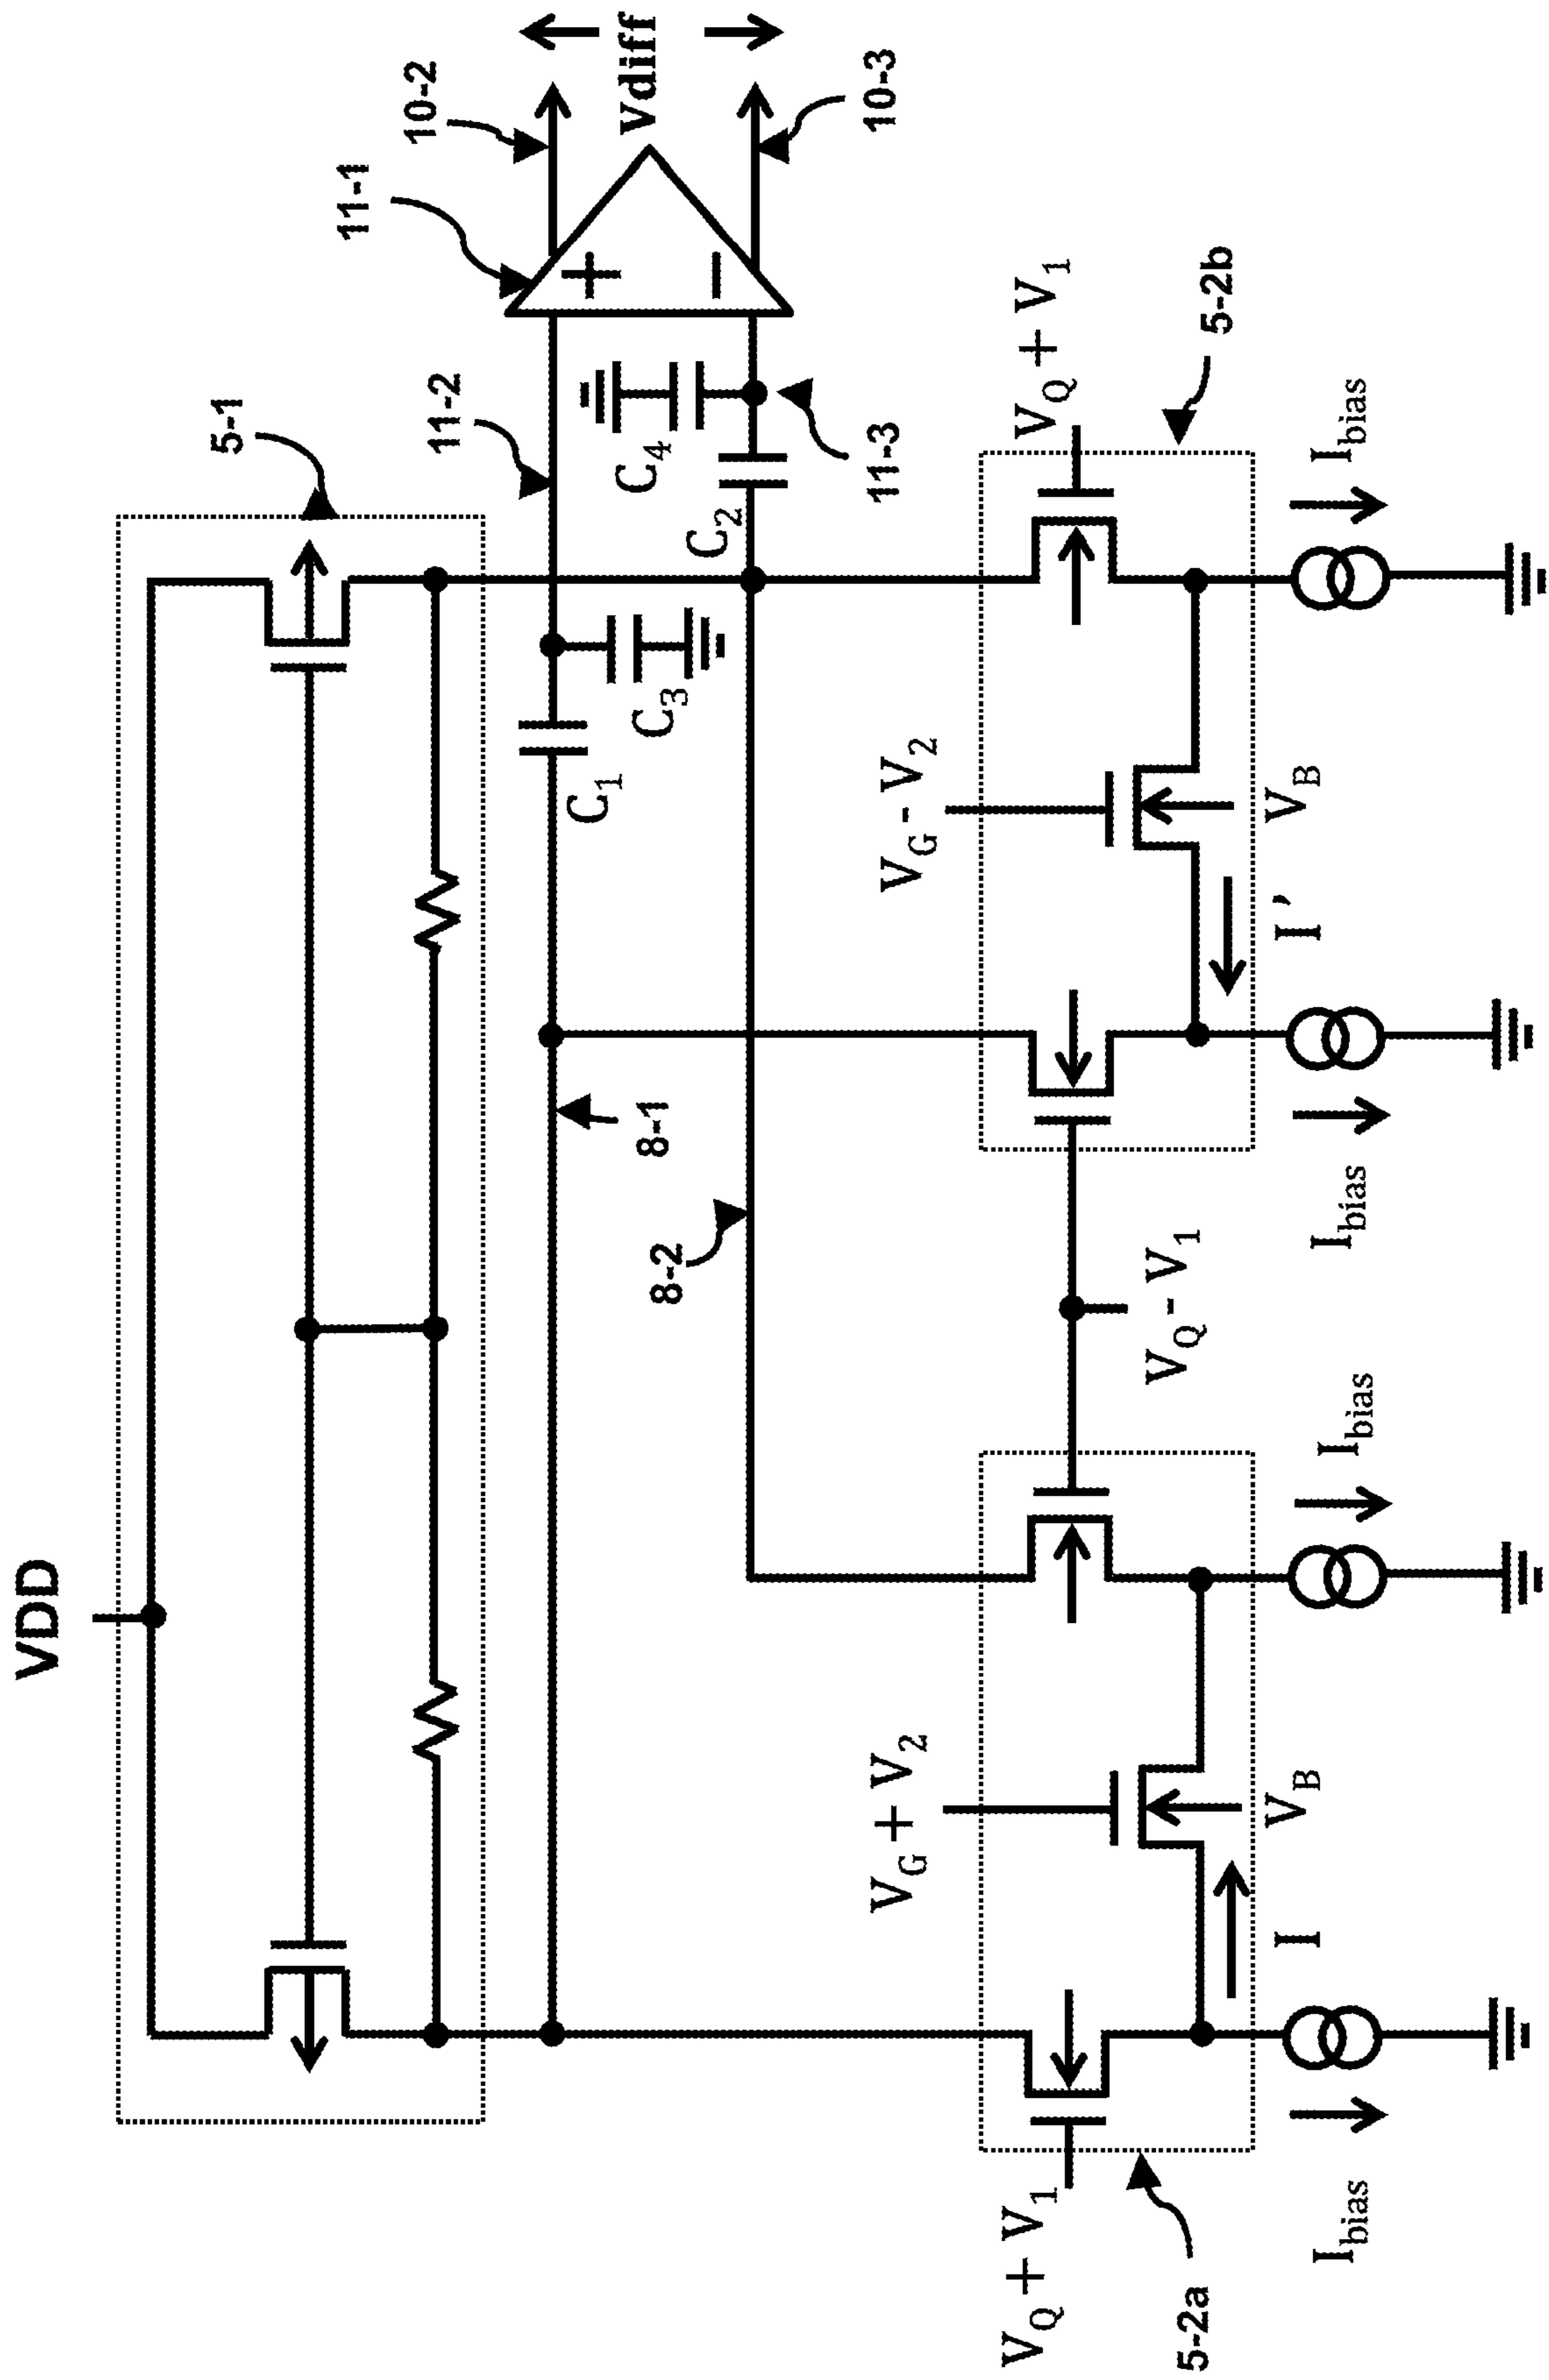 VDD
5-1
10-2
11-1
Vdiff
10-3
11-2
C4
11-3
C1
C3
C2
8-1
8-2
VQ + V1
VG + V2
VQ - V1
VG - V2
VQ + V1
5-2a
I
VB
I'
VB
5-2b
Ibias
Ibias
Ibias
Ibias
+
−